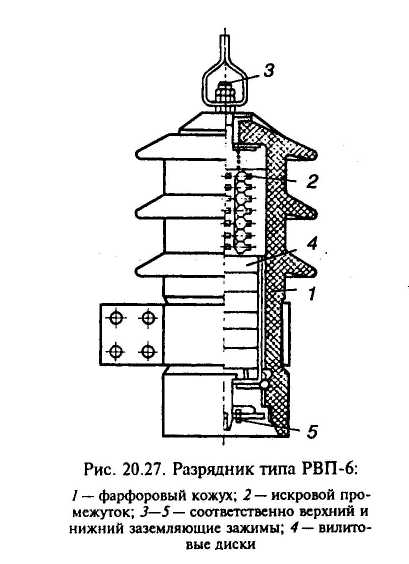 3
2
4
1
5
Рис. 20.27. Разрядник типа РВП-6:
1 — фарфоровый кожух; 2 — искровой про-
межуток; 3—5 — соответственно верхний и
нижний заземляющие зажимы; 4 — вилито-
вые диски